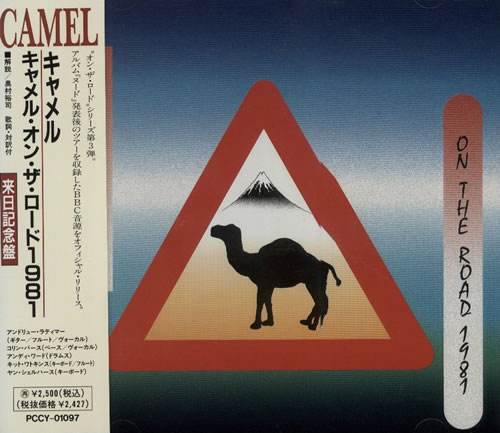 CAMEL
キャメル
キャメル・オン・ザ・ロード1981
■解説/奥村裕司 歌詞・対訳付
来日記念盤
"オン・ザ・ロード"シリーズ第3弾。
アルバム『ヌード』発表後のツアーを収録したBBC音源をオフィシャル・リリース。
アンドリュー・ラティマー
(ギター/フルート/ヴォーカル)
コリン・バース(ベース/ヴォーカル)
アンディ・ワード(ドラムス)
キット・ワトキンス(キーボード/フルート)
ヤン・シェルハース(キーボード)
¥2,500(税込)
(税抜価格 ¥2,427)
PCCY-01097
ON THE ROAD 1981